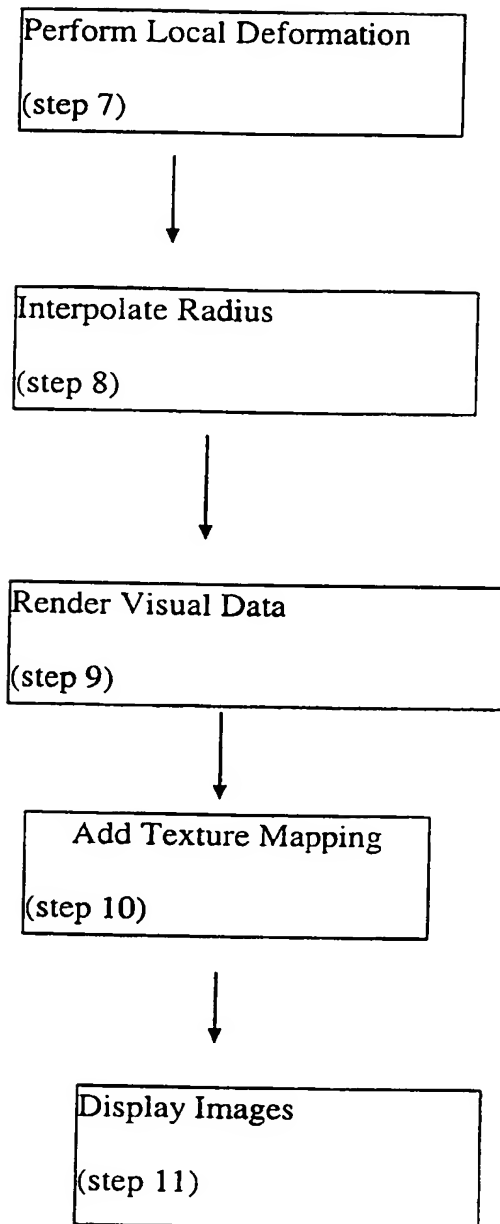 Perform Local Deformation
(step 7)
Interpolate Radius
(step 8)
Render Visual Data
(step 9)
Add Texture Mapping
(step 10)
Display Images
(step 11)